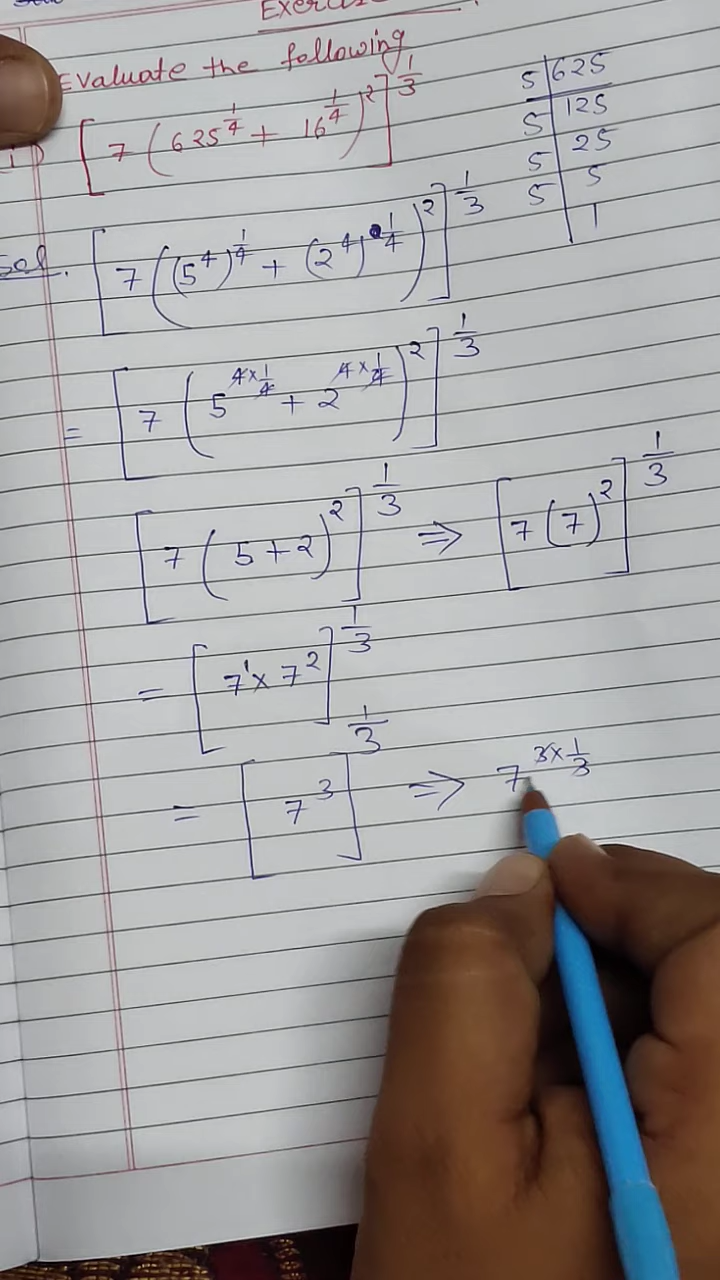 Exercise
Evaluate the following
i) [7(625^{1/4} + 16^{1/4})^2]^{1/3}
5 | 625
5 | 125
5 | 25
5 | 5
| 1
Sol. [7((5^4)^{1/4} + (2^4)^{1/4})^2]^{1/3}
= [7(5^{4×1/4} + 2^{4×1/4})^2]^{1/3}
[7(5+2)^2]^{1/3} ⇒ [7(7)^2]^{1/3}
= [7^1 × 7^2]^{1/3}
= [7^3]^{1/3} ⇒ 7^{3×1/3}